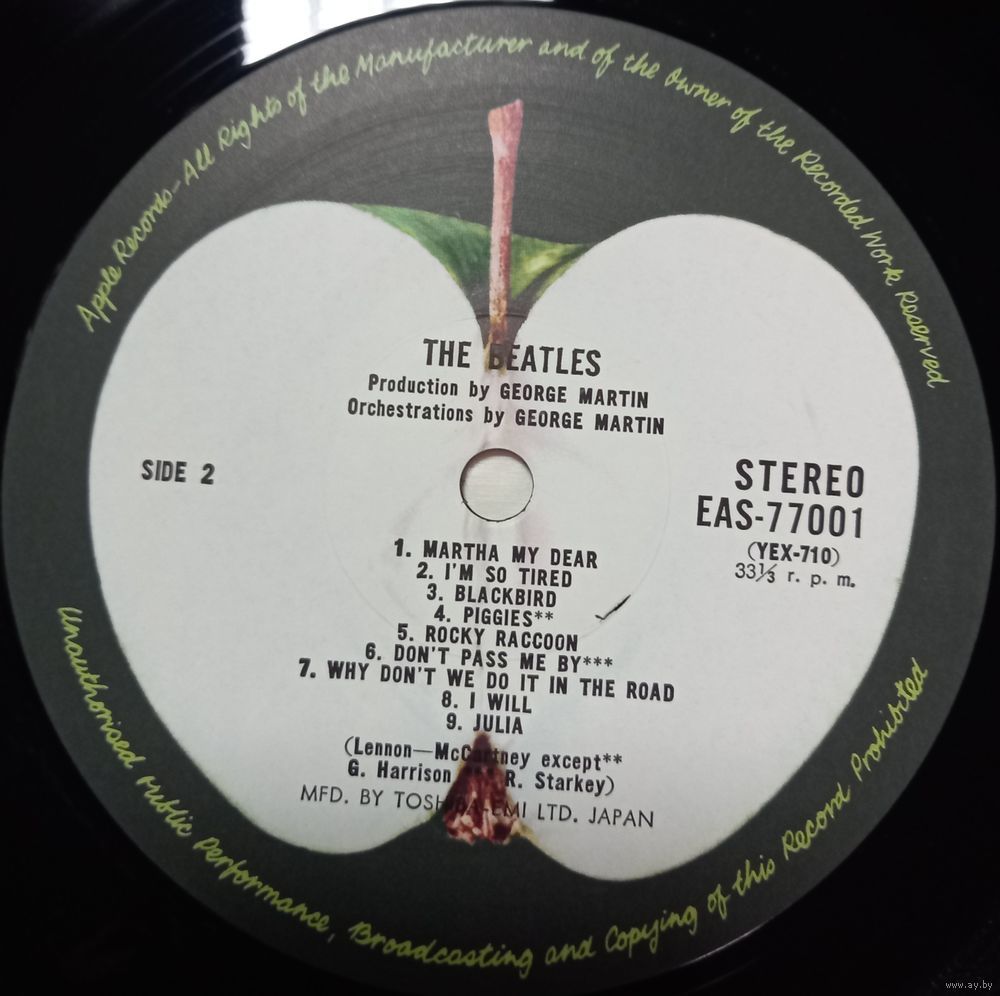 Apple Records–All Rights of the Manufacturer and of the Owner of the Recorded Work Reserved
THE BEATLES
Production by GEORGE MARTIN
Orchestrations by GEORGE MARTIN
SIDE 2
STEREO
EAS-77001
(YEX-710)
33⅓ r. p. m.
1. MARTHA MY DEAR
2. I'M SO TIRED
3. BLACKBIRD
4. PIGGIES**
5. ROCKY RACCOON
6. DON'T PASS ME BY***
7. WHY DON'T WE DO IT IN THE ROAD
8. I WILL
9. JULIA
(Lennon—McCartney except**
G. Harrison R. Starkey)
MFD. BY TOSHIBA-EMI LTD. JAPAN
Unauthorised Public Performance, Broadcasting and Copying of this Record Prohibited
www.ay.by